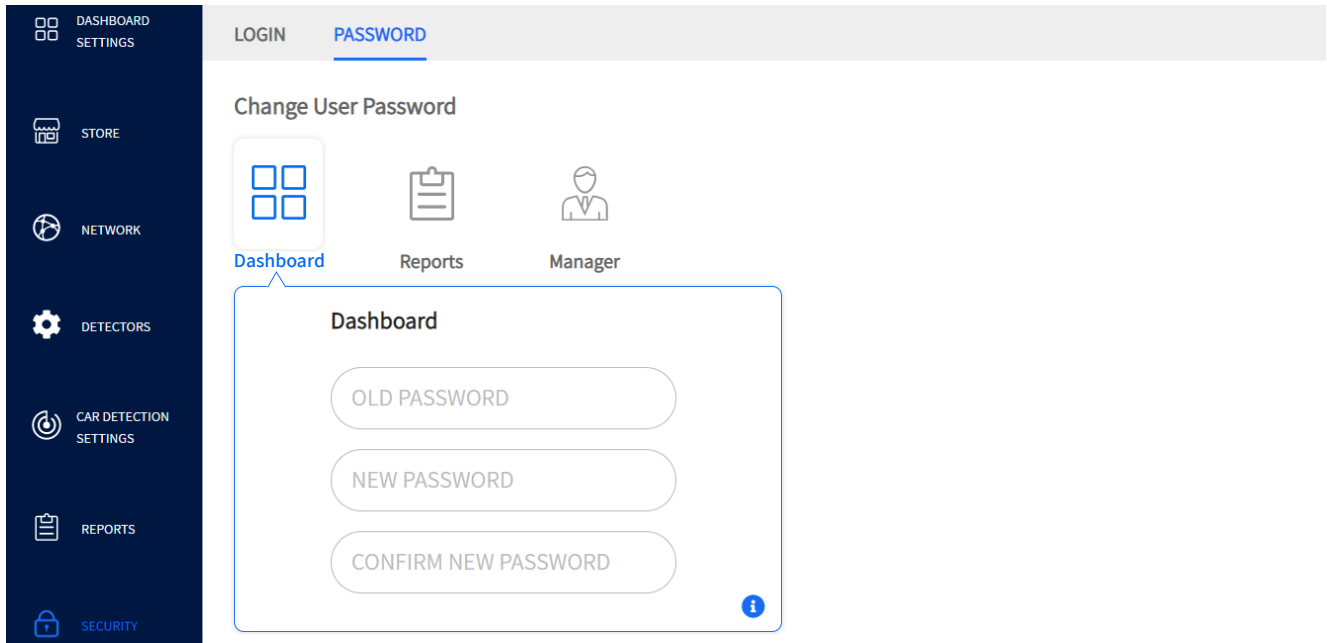 DASHBOARD
SETTINGS
STORE
NETWORK
DETECTORS
CAR DETECTION
SETTINGS
REPORTS
SECURITY
LOGIN
PASSWORD
Change User Password
Dashboard
Reports
Manager
Dashboard
OLD PASSWORD
NEW PASSWORD
CONFIRM NEW PASSWORD